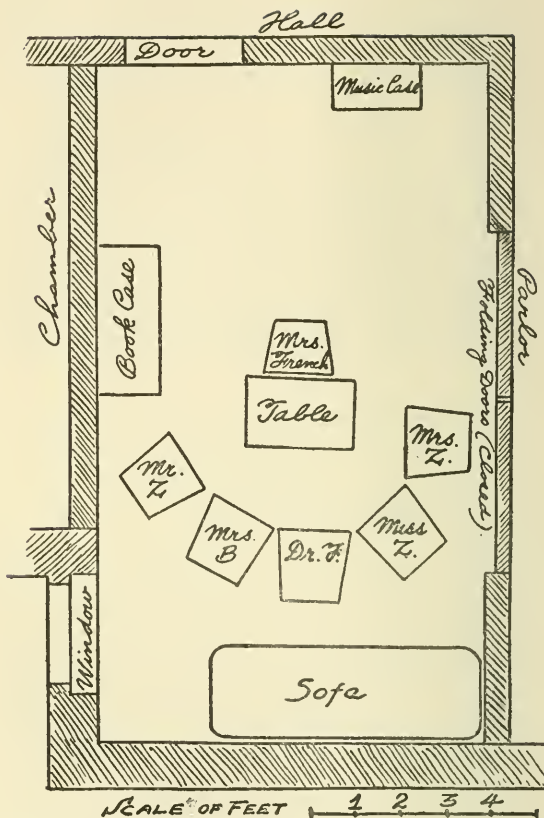 Hall
Door
Music Case
Chamber
Book Case
Parlor
Folding Doors (Closed).
Mrs.
French
Table
Mrs.
Z.
Mr.
Z
Mrs.
B
Dr. F.
Miss
Z.
Window
Sofa
SCALE OF FEET 1 2 3 4